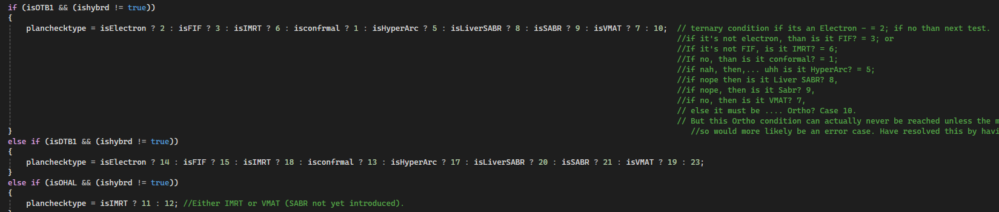 if (isOTB1 && (ishybrd != true))
{
planchecktype = isElectron ? 2 : isFIF ? 3 : isIMRT ? 6 : isconfrmal ? 1 : isHyperArc ? 5 : isLiverSABR ? 8 : isSABR ? 9 : isVMAT ? 7 : 10; // ternary condition if its an Electron - = 2; if no than next test.
//if it's not electron, than is it FIF? = 3; or
//If it's not FIF, is it IMRT? = 6;
//If no, than is it conformal? = 1;
//if nah, then,... uhh is it HyperArc? = 5;
//if nope then is it Liver SABR? 8,
//if nope, then is it Sabr? 9,
//if no, then is it VMAT? 7,
// else it must be .... Ortho? Case 10.
// But this Ortho condition can actually never be reached unless the m
//so would more likely be an error case. Have resolved this by havi
}
else if (isDTB1 && (ishybrd != true))
{
planchecktype = isElectron ? 14 : isFIF ? 15 : isIMRT ? 18 : isconfrmal ? 13 : isHyperArc ? 17 : isLiverSABR ? 20 : isSABR ? 21 : isVMAT ? 19 : 23;
}
else if (isOHAL && (ishybrd != true))
{
planchecktype = isIMRT ? 11 : 12; //Either IMRT or VMAT (SABR not yet introduced).
}